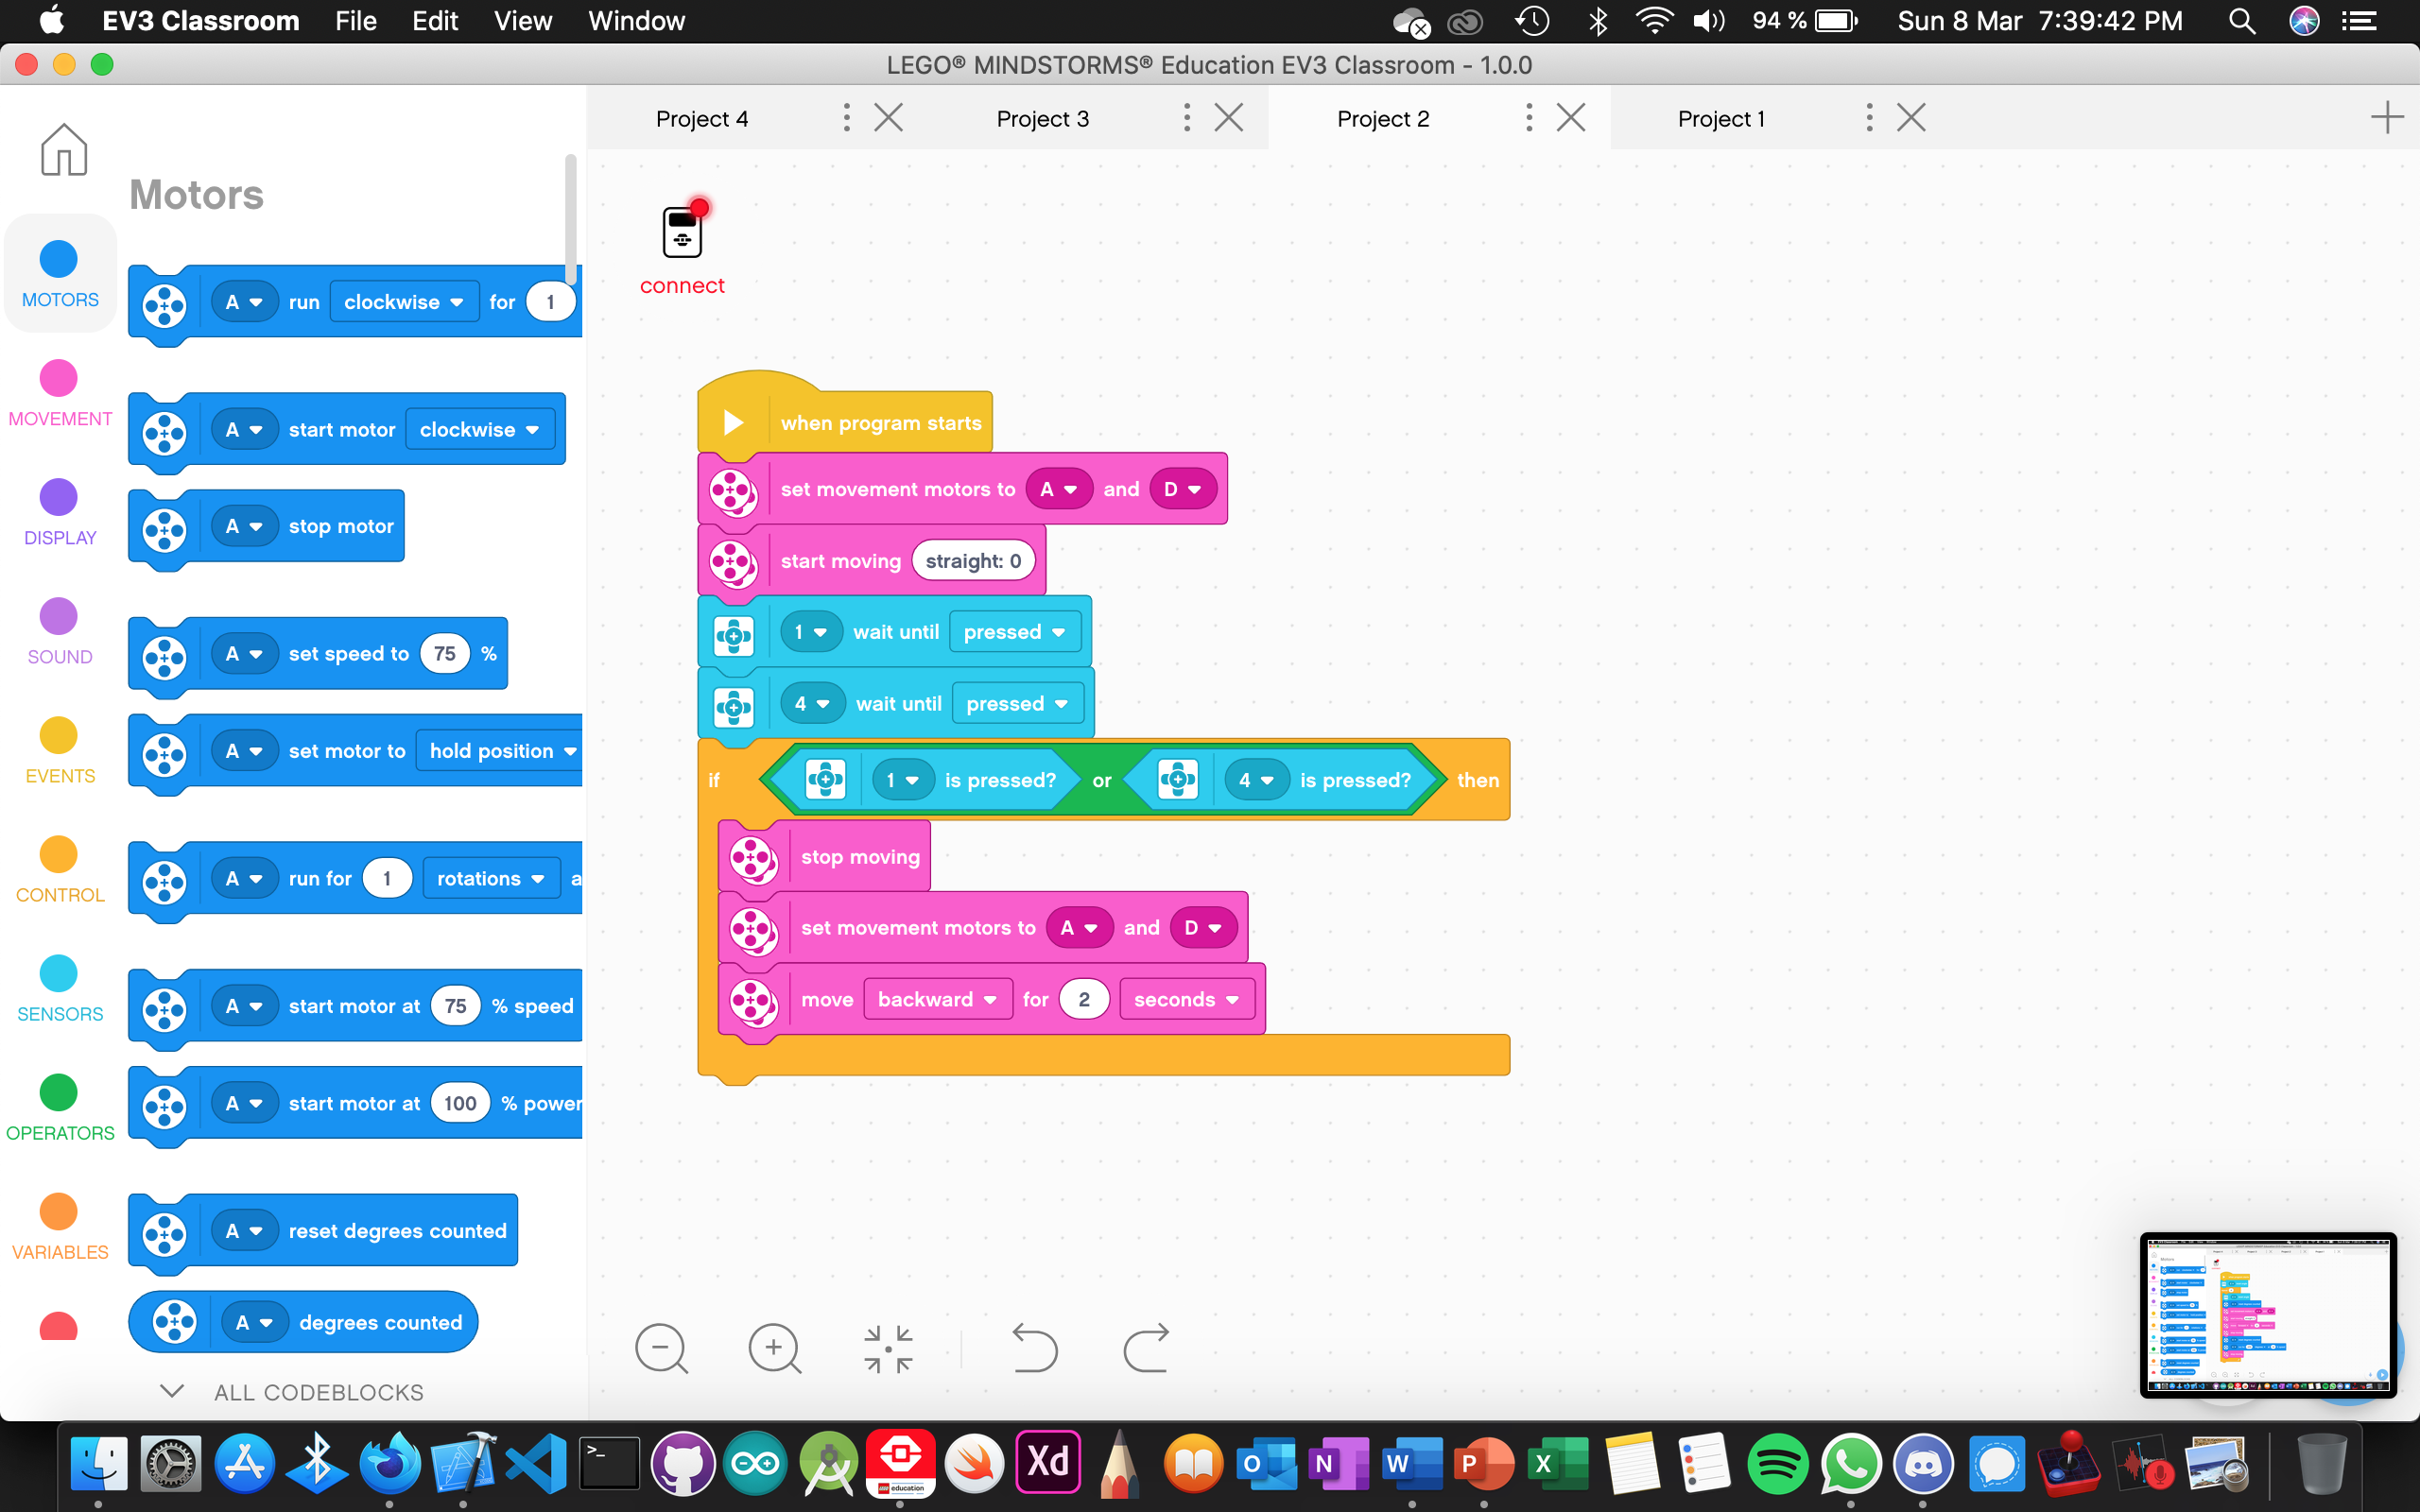 EV3 Classroom File Edit View Window 94 % Sun 8 Mar 7:39:42 PM
LEGO® MINDSTORMS® Education EV3 Classroom - 1.0.0
Project 4 Project 3 Project 2 Project 1
Motors
MOTORS
MOVEMENT
DISPLAY
SOUND
EVENTS
CONTROL
SENSORS
OPERATORS
VARIABLES
A run clockwise for 1
A start motor clockwise
A stop motor
A set speed to 75 %
A set motor to hold position
A run for 1 rotations a
A start motor at 75 % speed
A start motor at 100 % power
A reset degrees counted
A degrees counted
ALL CODEBLOCKS
connect
when program starts
set movement motors to A and D
start moving straight: 0
1 wait until pressed
4 wait until pressed
if 1 is pressed? or 4 is pressed? then
stop moving
set movement motors to A and D
move backward for 2 seconds
education
Xd
O
N
W
P
X